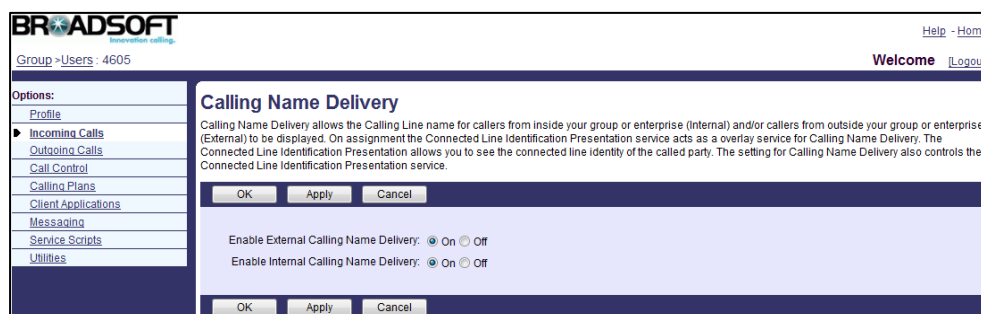 BROADSOFT
Innovation calling.
Help - Hom
Group >Users : 4605
Welcome [Logou
Options:
Profile
Incoming Calls
Outgoing Calls
Call Control
Calling Plans
Client Applications
Messaging
Service Scripts
Utilities
Calling Name Delivery
Calling Name Delivery allows the Calling Line name for callers from inside your group or enterprise (Internal) and/or callers from outside your group or enterprise
(External) to be displayed. On assignment the Connected Line Identification Presentation service acts as a overlay service for Calling Name Delivery. The
Connected Line Identification Presentation allows you to see the connected line identity of the called party. The setting for Calling Name Delivery also controls the
Connected Line Identification Presentation service.
OK Apply Cancel
Enable External Calling Name Delivery: On Off
Enable Internal Calling Name Delivery: On Off
OK Apply Cancel